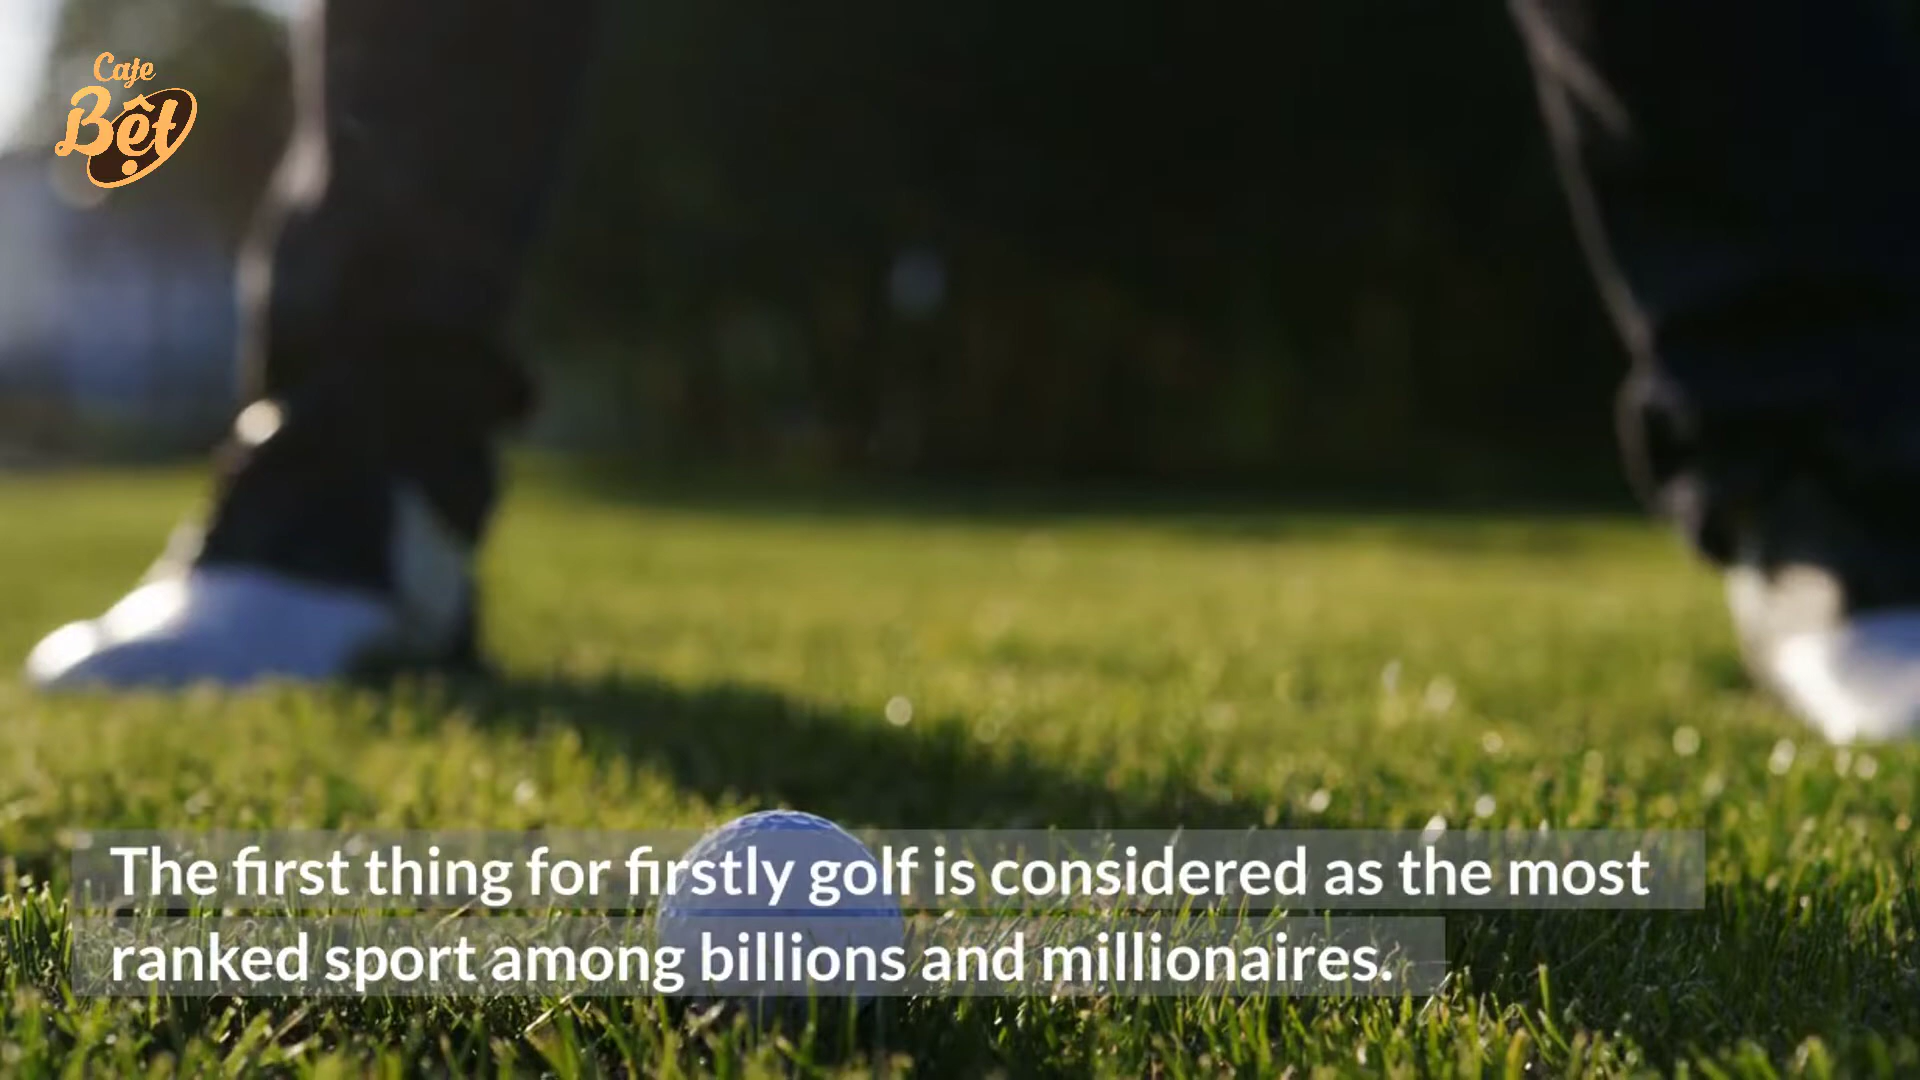 Cafe
Bệt
The first thing for firstly golf is considered as the most
ranked sport among billions and millionaires.